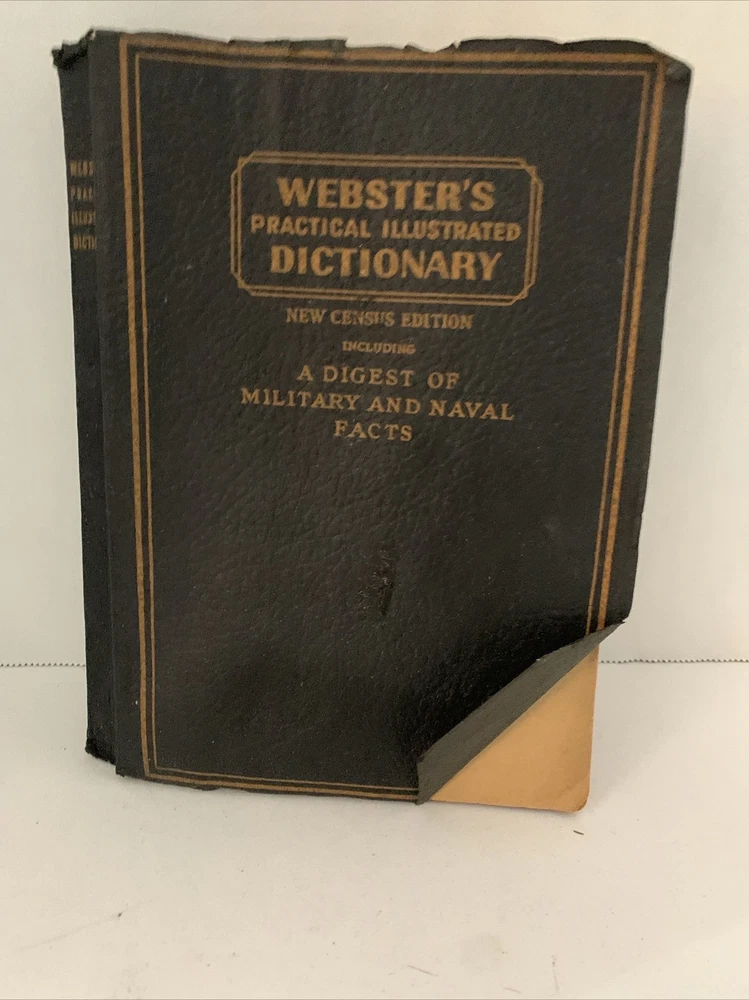 WEBSTER'S
PRACTICAL ILLUSTRATED
DICTIONARY
NEW CENSUS EDITION
INCLUDING
A DIGEST OF
MILITARY AND NAVAL
FACTS